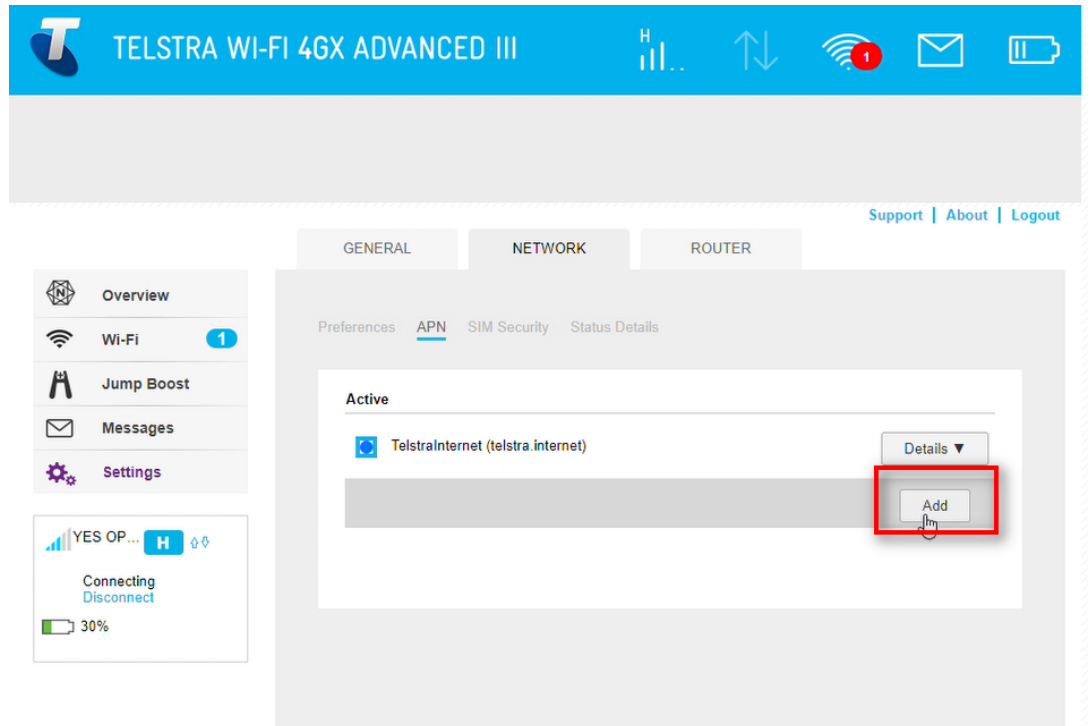 TELSTRA WI-FI 4GX ADVANCED III
H
1
Support | About | Logout
GENERAL NETWORK ROUTER
Overview
Wi-Fi 1
Jump Boost
Messages
Settings
Preferences APN SIM Security Status Details
Active
TelstraInternet (telstra.internet)
Details ▼
Add
YES OP... H
Connecting
Disconnect
30%